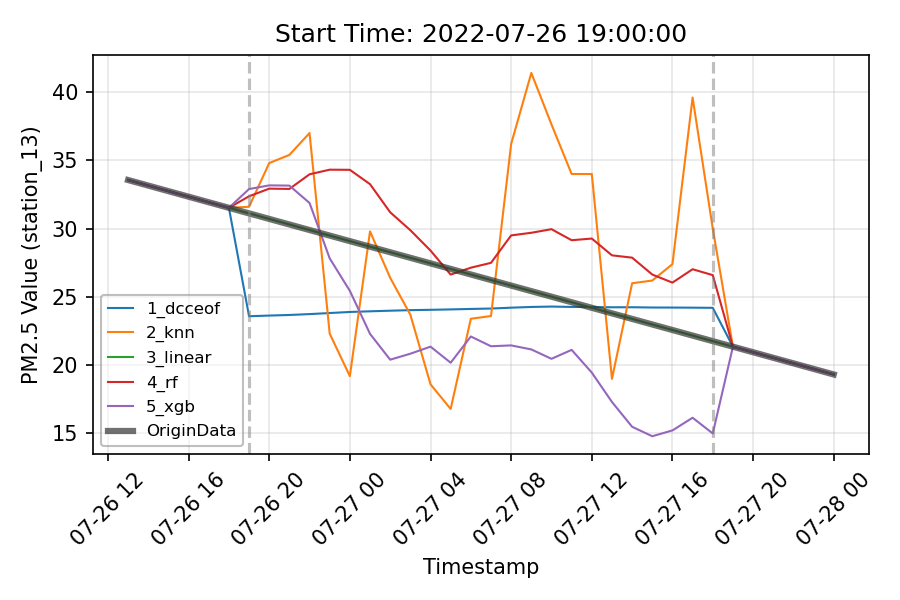 Start Time: 2022-07-26 19:00:00
PM2.5 Value (station_13)
40
35
30
25
20
15
1_dcceof
2_knn
3_linear
4_rf
5_xgb
OriginData
07-26 12
07-26 16
07-26 20
07-27 00
07-27 04
07-27 08
07-27 12
07-27 16
07-27 20
07-28 00
Timestamp